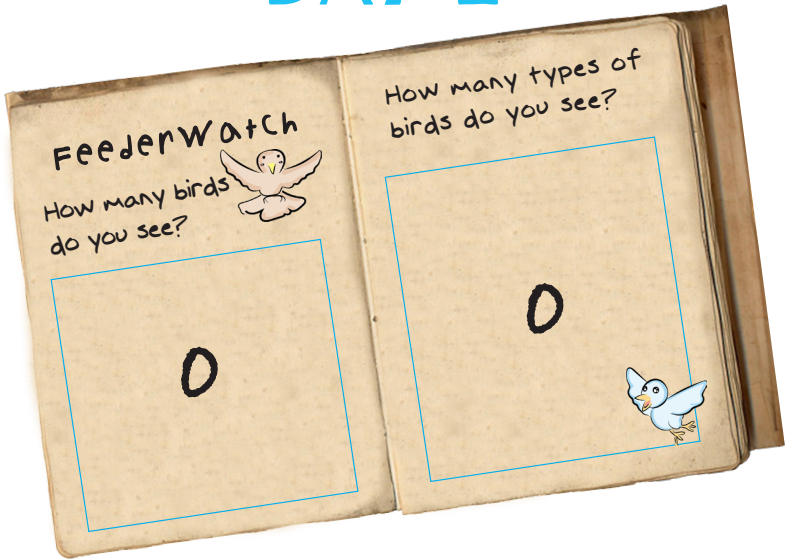 FeederWatch
How many birds
do you see?
0
How many types of
birds do you see?
0